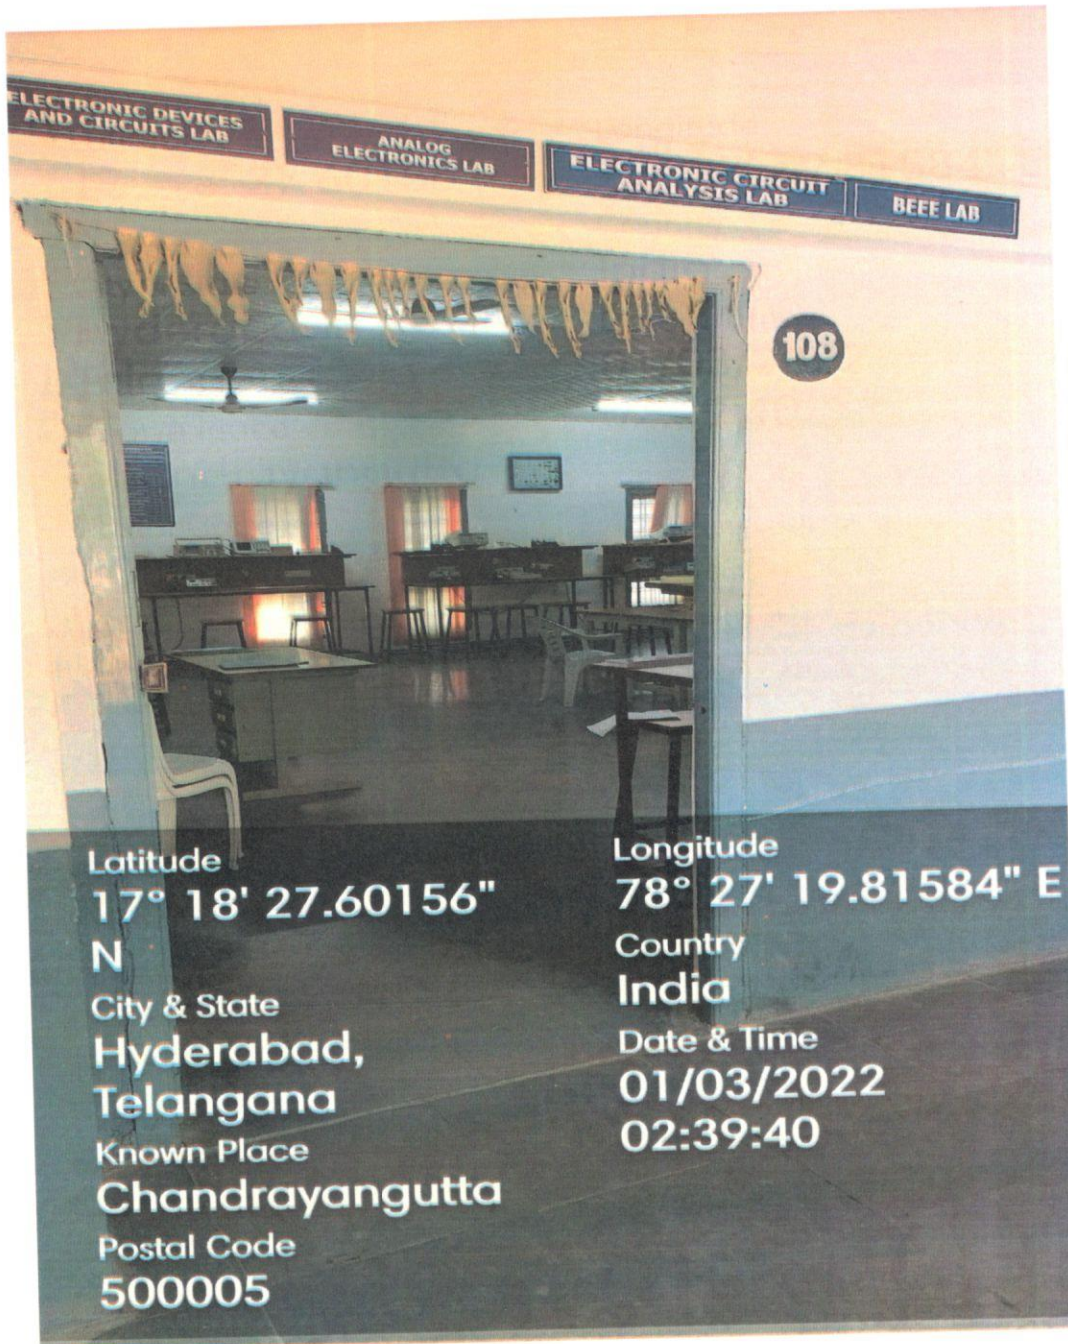 ELECTRONIC DEVICES
AND CIRCUITS LAB
ANALOG
ELECTRONICS LAB
ELECTRONIC CIRCUIT
ANALYSIS LAB
BEEE LAB
108
Latitude
17° 18' 27.60156"
N
City & State
Hyderabad,
Telangana
Known Place
Chandrayangutta
Postal Code
500005
Longitude
78° 27' 19.81584" E
Country
India
Date & Time
01/03/2022
02:39:40